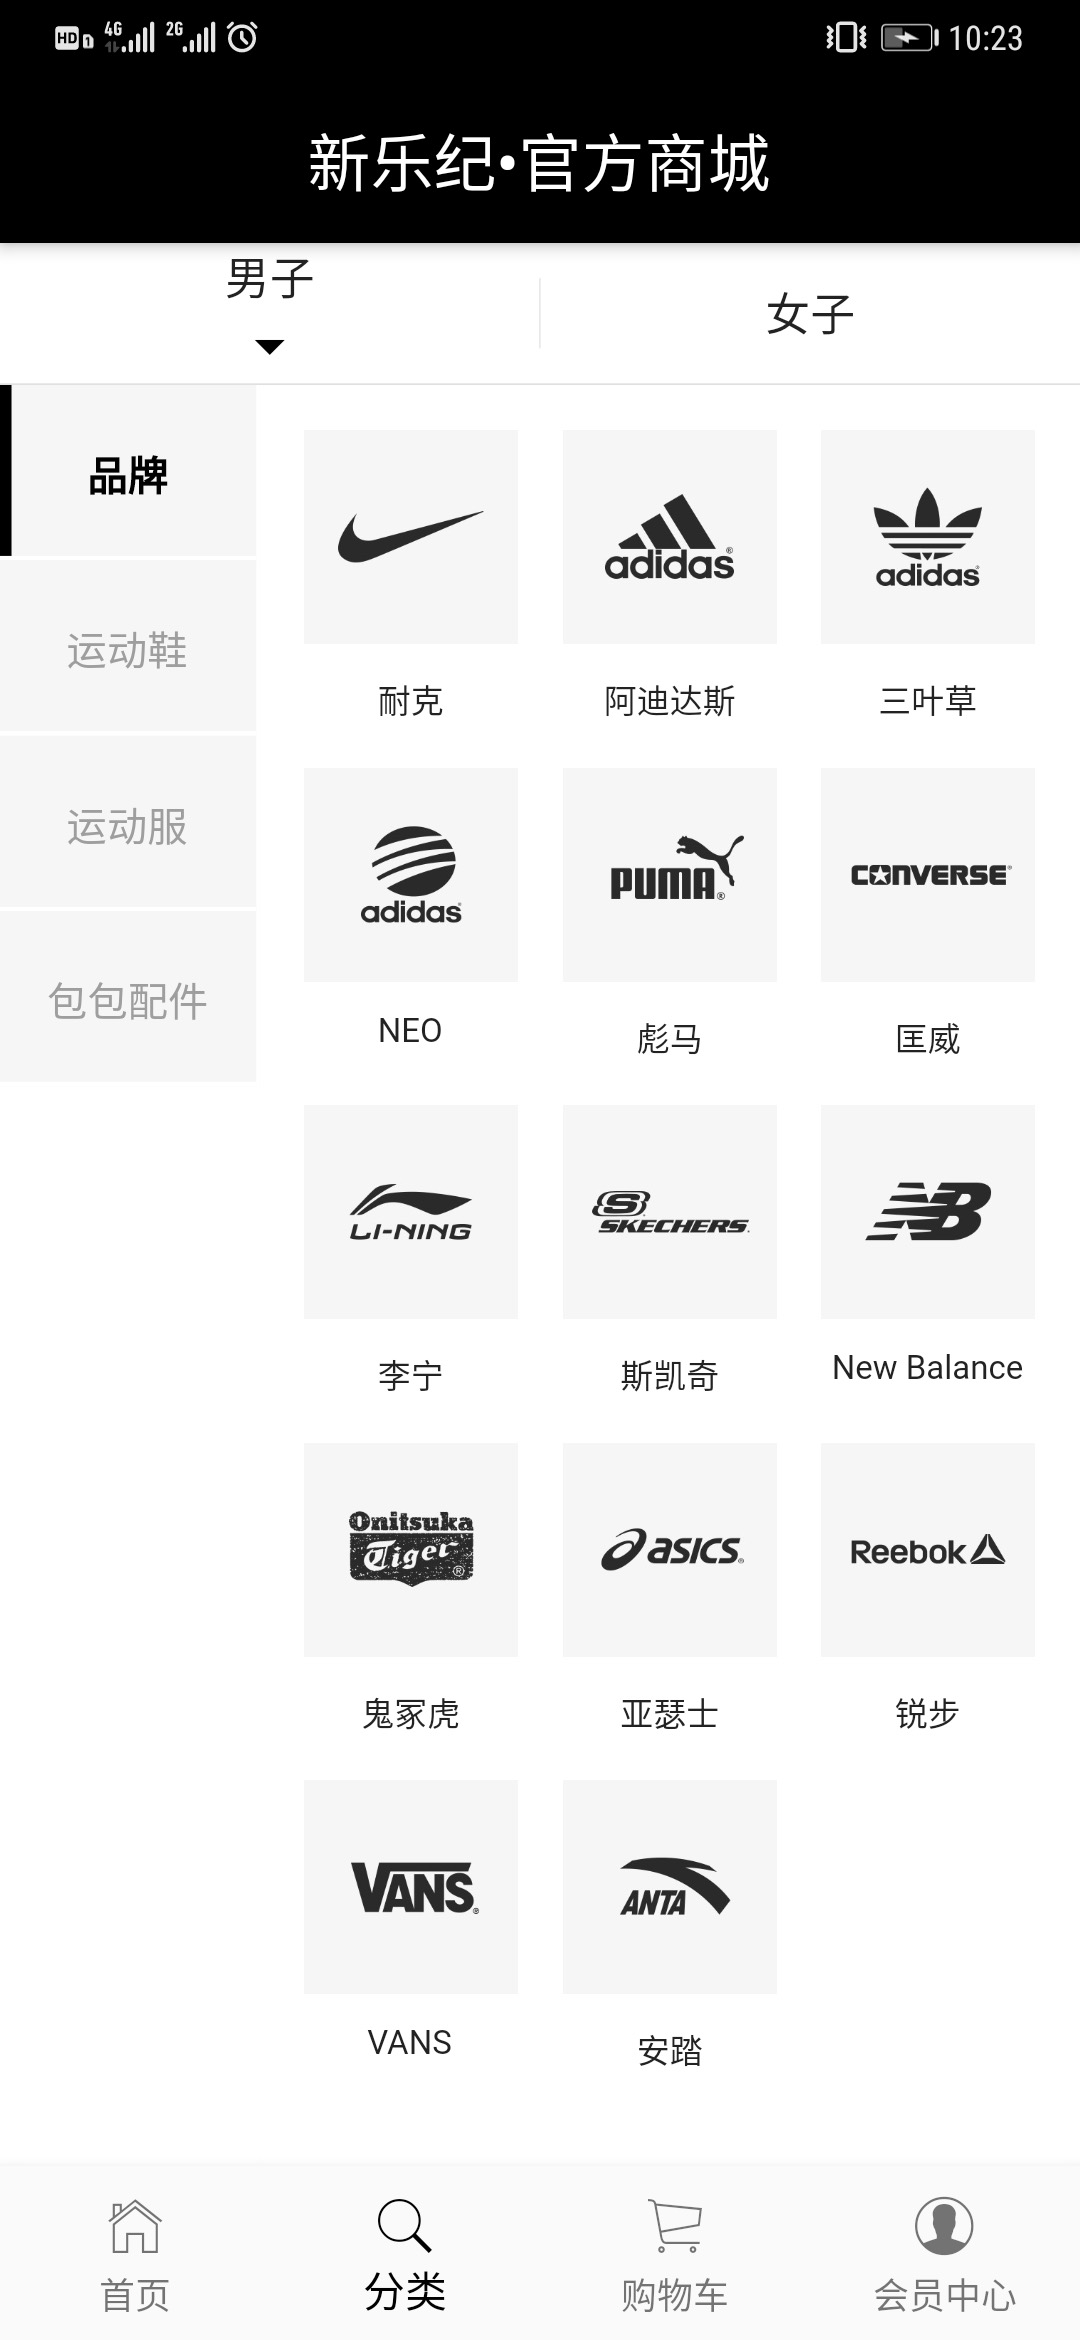 HD 1 4G 2G 10:23
新乐纪•官方商城
男子
女子
品牌
运动鞋
运动服
包包配件
adidas®
adidas
耐克
阿迪达斯
三叶草
adidas
PUMA®
CONVERSE®
NEO
彪马
匡威
LI-NING
S
SKECHERS
NB
李宁
斯凯奇
New Balance
Onitsuka
Tiger®
asics®
Reebok
鬼冢虎
亚瑟士
锐步
VANS®
ANTA
VANS
安踏
首页
分类
购物车
会员中心